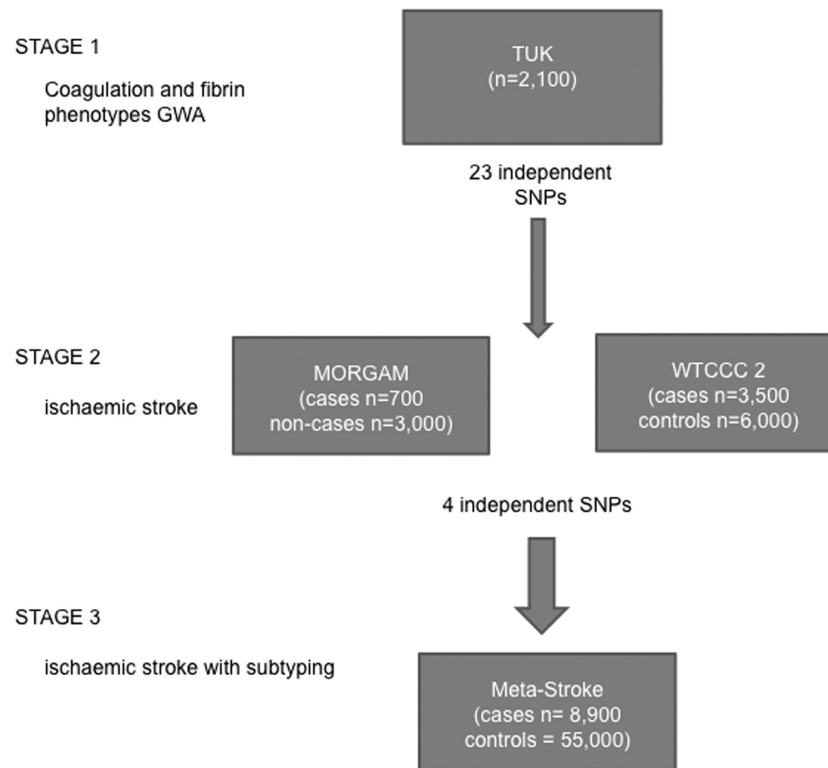 STAGE 1
Coagulation and fibrin
phenotypes GWA
TUK
(n=2,100)
23 independent
SNPs
STAGE 2
ischaemic stroke
MORGAM
(cases n=700
non-cases n=3,000)
WTCCC 2
(cases n=3,500
controls n=6,000)
4 independent SNPs
STAGE 3
ischaemic stroke with subtyping
Meta-Stroke
(cases n= 8,900
controls = 55,000)